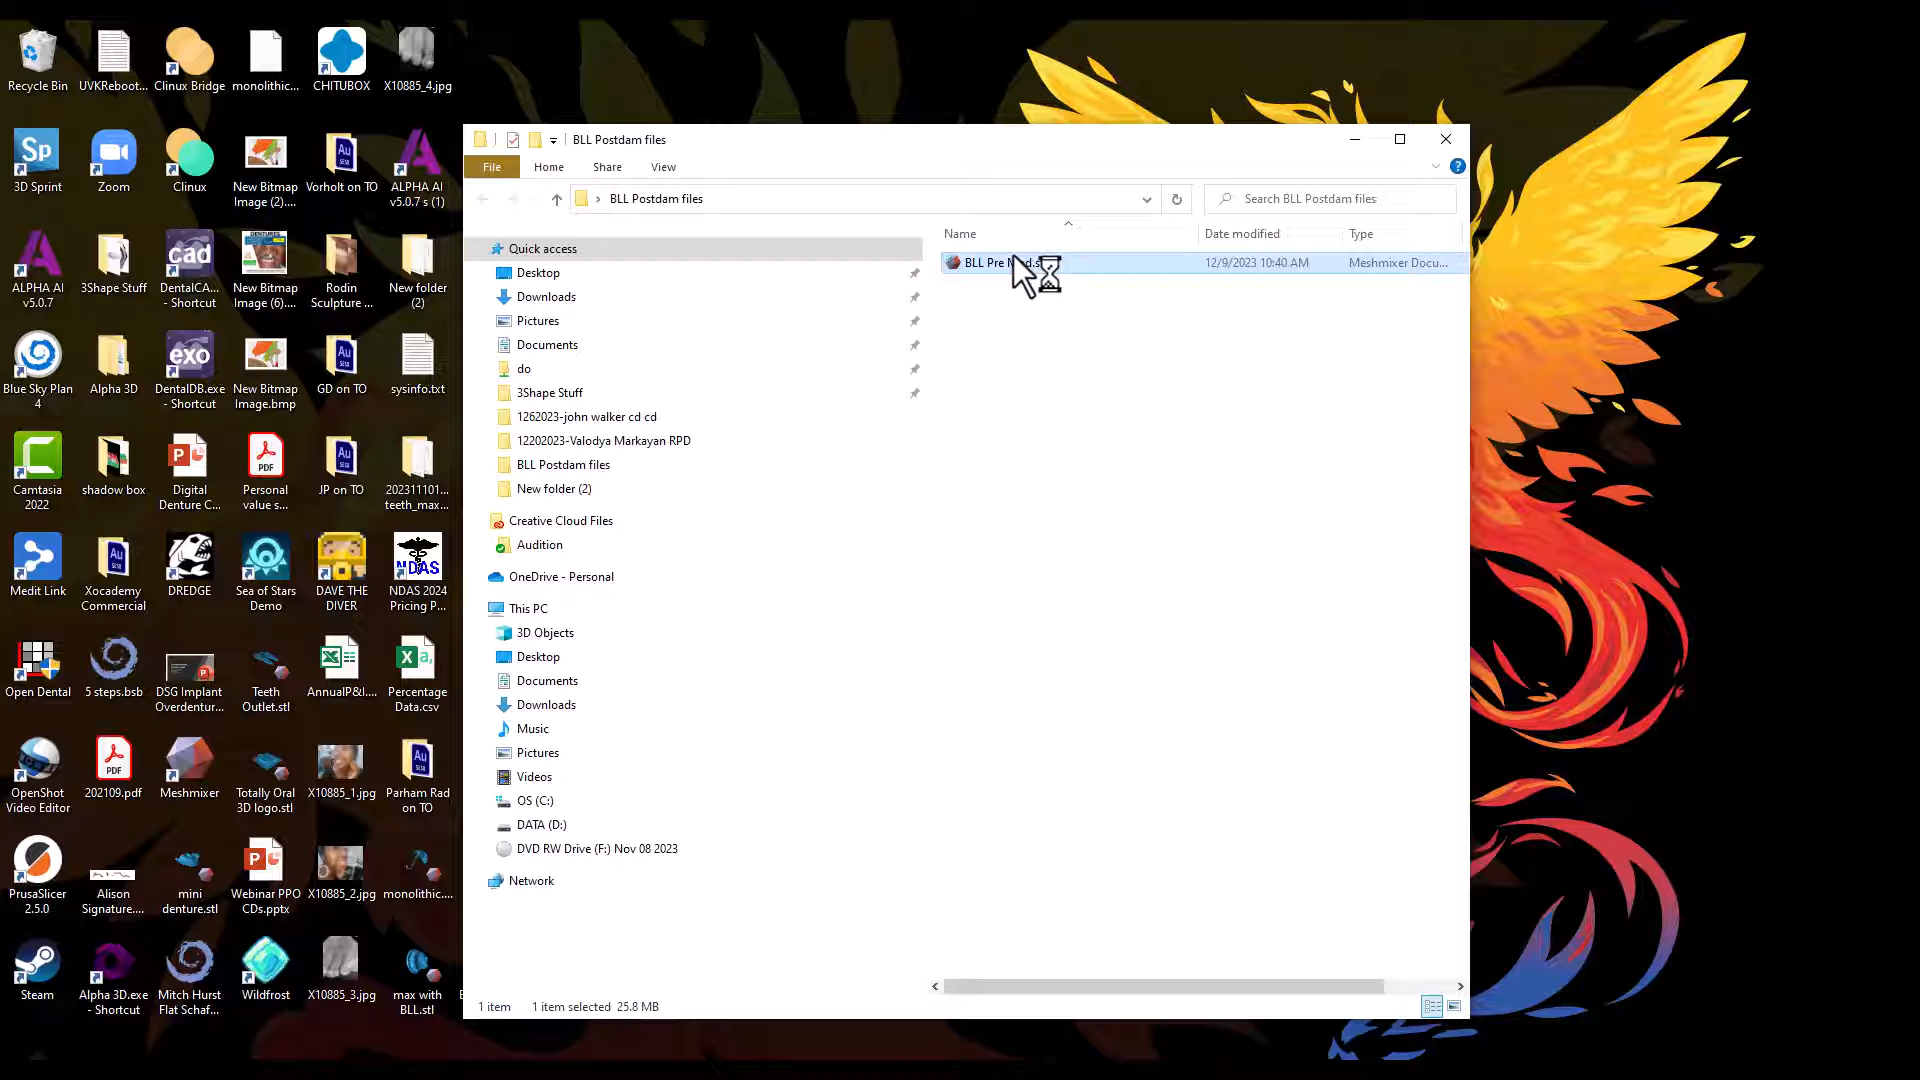 Recycle Bin
UVKReboot...
Clinux Bridge
monolithic...
CHITUBOX
X10885_4.jpg
Sp
3D Sprint
Zoom
Clinux
New Bitmap
Image (2)....
Vorholt on TO
ALPHA AI
v5.0.7 s (1)
ALPHA AI
v5.0.7
3Shape Stuff
cad
DentalCA...
- Shortcut
New Bitmap
Image (6)....
Rodin
Sculpture ...
New folder
(2)
Blue Sky Plan
4
Alpha 3D
exo
DentalDB.exe
- Shortcut
New Bitmap
Image.bmp
GD on TO
sysinfo.txt
Camtasia
2022
shadow box
Digital
Denture C...
PDF
Personal
value s...
JP on TO
202311101...
teeth_max...
Medit Link
Xocademy
Commercial
DREDGE
Sea of Stars
Demo
DAVE THE
DIVER
NDAS
NDAS 2024
Pricing P...
Open Dental
5 steps.bsb
DSG Implant
Overdentur...
Teeth
Outlet.stl
AnnualP&l....
Percentage
Data.csv
OpenShot
Video Editor
PDF
202109.pdf
Meshmixer
Totally Oral
3D logo.stl
X10885_1.jpg
Parham Rad
on TO
PrusaSlicer
2.5.0
Alison
Signature....
mini
denture.stl
Webinar PPO
CDs.pptx
X10885_2.jpg
monolithic....
Steam
Alpha 3D.exe
- Shortcut
Mitch Hurst
Flat Schaf...
Wildfrost
X10885_3.jpg
max with
BLL.stl
BLL Postdam files
File Home Share View
BLL Postdam files
Search BLL Postdam files
Name Date modified Type
BLL Pre 12/9/2023 10:40 AM Meshmixer Docu...
Quick access
Desktop
Downloads
Pictures
Documents
do
3Shape Stuff
1262023-john walker cd cd
12202023-Valodya Markayan RPD
BLL Postdam files
New folder (2)
Creative Cloud Files
Audition
OneDrive - Personal
This PC
3D Objects
Desktop
Documents
Downloads
Music
Pictures
Videos
OS (C:)
DATA (D:)
DVD RW Drive (F:) Nov 08 2023
Network
1 item 1 item selected 25.8 MB